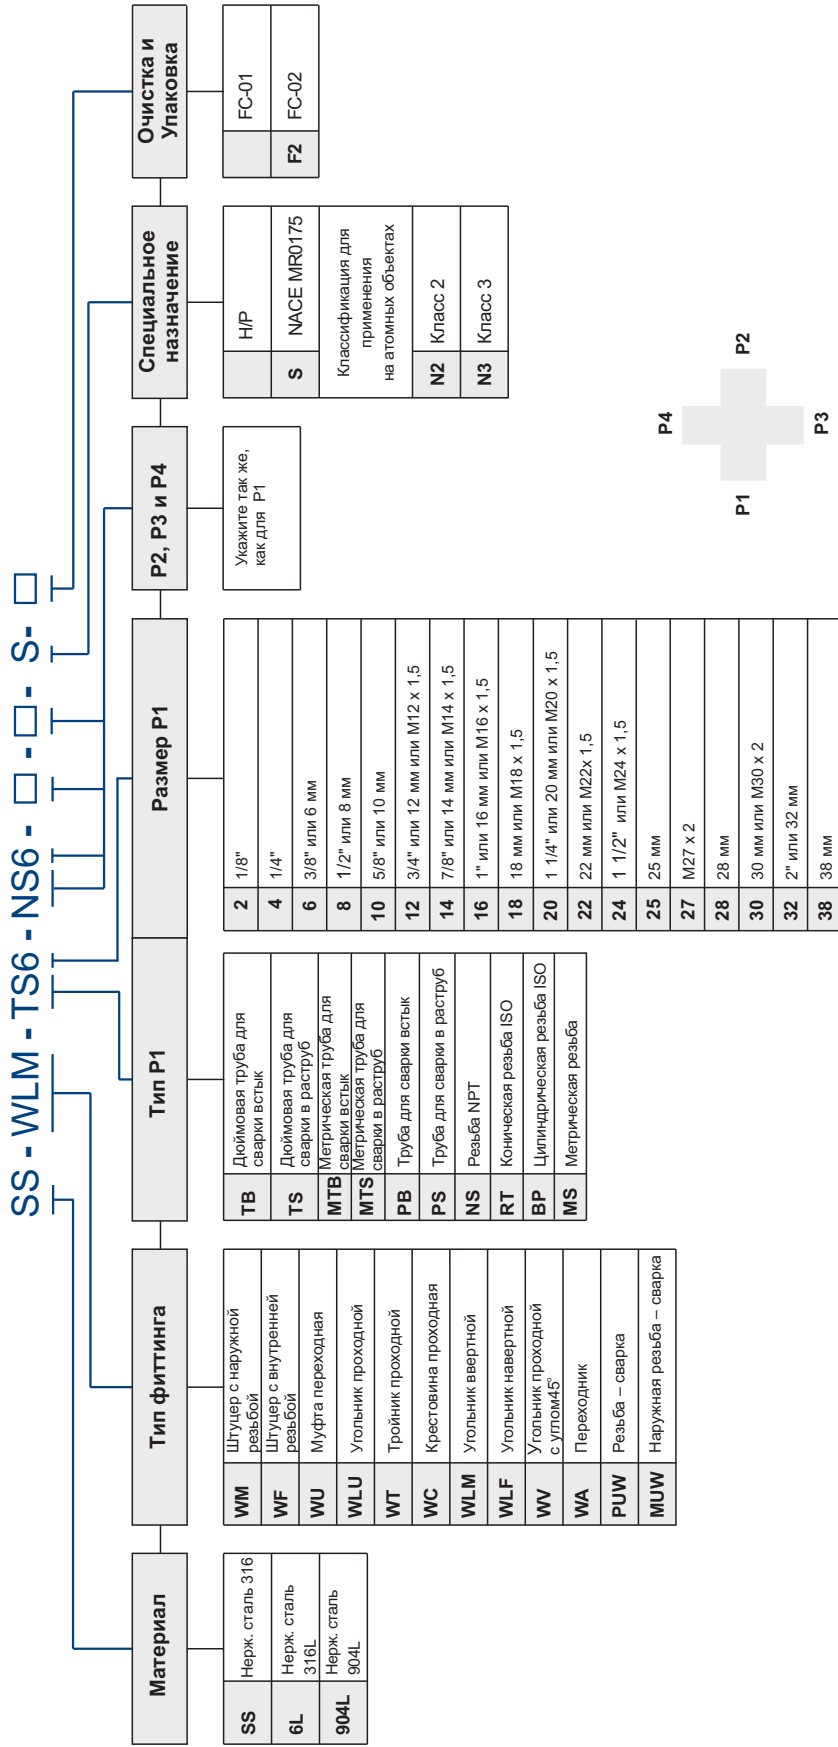 SS - WLM - TS6 - NS6 - □ - □ - S- □
Материал
SS Нерж. сталь 316
6L Нерж. сталь
316L
904L Нерж. сталь
904L
Тип фиттинга
WM Штуцер с наружной
резьбой
WF Штуцер с внутренней
резьбой
WU Муфта переходная
WLU Угольник проходной
WT Тройник проходной
WC Крестовина проходная
WLM Угольник ввертной
WLF Угольник навертной
WV Угольник проходной
с углом45°
WA Переходник
PUW Резьба – сварка
MUW Наружная резьба – сварка
Тип P1
TB Дюймовая труба для
сварки встык
TS Дюймовая труба для
сварки в раструб
MTB Метрическая труба для
сварки встык
MTS Метрическая труба для
сварки в раструб
PB Труба для сварки встык
PS Труба для сварки в раструб
NS Резьба NPT
RT Коническая резьба ISO
BP Цилиндрическая резьба ISO
MS Метрическая резьба
Размер P1
2 1/8"
4 1/4"
6 3/8" или 6 мм
8 1/2" или 8 мм
10 5/8" или 10 мм
12 3/4" или 12 мм или M12 x 1,5
14 7/8" или 14 мм или M14 x 1,5
16 1" или 16 мм или M16 x 1,5
18 18 мм или M18 x 1,5
20 1 1/4" или 20 мм или M20 x 1,5
22 22 мм или M22x 1,5
24 1 1/2" или M24 x 1,5
25 25 мм
27 M27 x 2
28 28 мм
30 30 мм или M30 x 2
32 2" или 32 мм
38 38 мм
P2, P3 и P4
Укажите так же,
как для P1
Специальное
назначение
Н/Р
S NACE MR0175
Классификация для
применения
на атомных объектах
N2 Класс 2
N3 Класс 3
Очистка и
Упаковка
FC-01
F2 FC-02
P4
P1 P2
P3